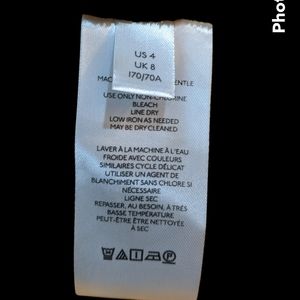 US 4
UK 8
170/70A
USE ONLY NON-CHLORINE
BLEACH
LINE DRY
LOW IRON AS NEEDED
MAY BE DRY CLEANED
LAVER À LA MACHINE À L'EAU
FROIDE AVEC COULEURS
SIMILAIRES CYCLE DÉLICAT
UTILISER UN AGENT DE
BLANCHIMENT SANS CHLORE SI
NÉCESSAIRE
LIGNE SEC
REPASSER, AU BESOIN, À TRÈS
BASSE TEMPÉRATURE
PEUT-ÊTRE ÊTRE NETTOYÉE
À SEC
Phot